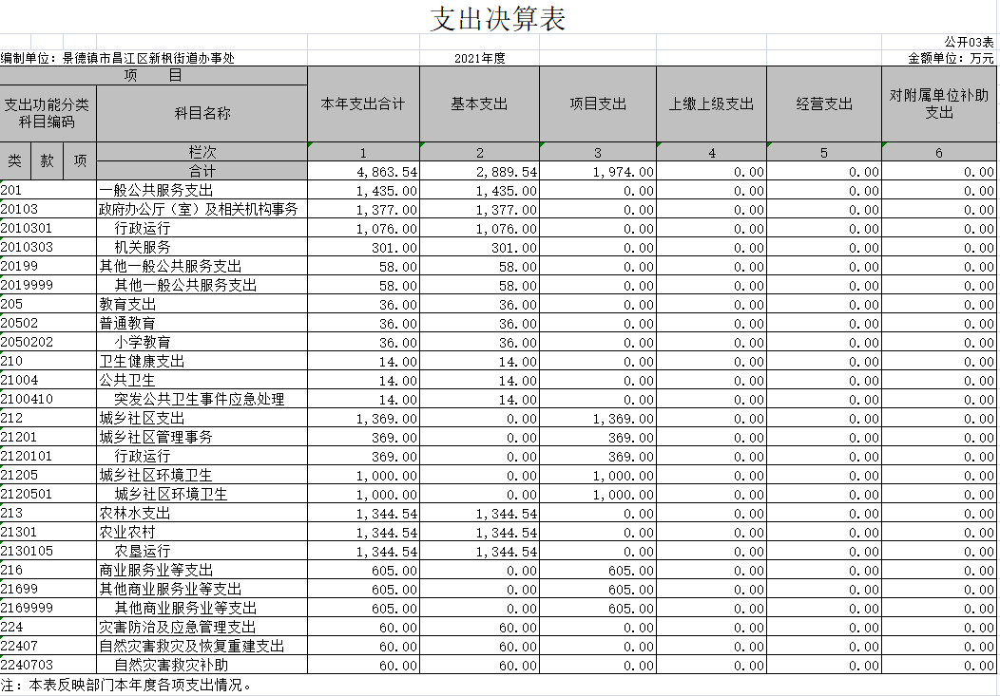 支出决算表
公开03表
编制单位：景德镇市昌江区新枫街道办事处 2021年度 金额单位：万元
项 目 本年支出合计 基本支出 项目支出 上缴上级支出 经营支出 对附属单位补助支出
支出功能分类科目编码 科目名称
类 款 项 栏次 1 2 3 4 5 6
合计 4,863.54 2,889.54 1,974.00 0.00 0.00 0.00
201 一般公共服务支出 1,435.00 1,435.00 0.00 0.00 0.00 0.00
20103 政府办公厅（室）及相关机构事务 1,377.00 1,377.00 0.00 0.00 0.00 0.00
2010301 行政运行 1,076.00 1,076.00 0.00 0.00 0.00 0.00
2010303 机关服务 301.00 301.00 0.00 0.00 0.00 0.00
20199 其他一般公共服务支出 58.00 58.00 0.00 0.00 0.00 0.00
2019999 其他一般公共服务支出 58.00 58.00 0.00 0.00 0.00 0.00
205 教育支出 36.00 36.00 0.00 0.00 0.00 0.00
20502 普通教育 36.00 36.00 0.00 0.00 0.00 0.00
2050202 小学教育 36.00 36.00 0.00 0.00 0.00 0.00
210 卫生健康支出 14.00 14.00 0.00 0.00 0.00 0.00
21004 公共卫生 14.00 14.00 0.00 0.00 0.00 0.00
2100410 突发公共卫生事件应急处理 14.00 14.00 0.00 0.00 0.00 0.00
212 城乡社区支出 1,369.00 0.00 1,369.00 0.00 0.00 0.00
21201 城乡社区管理事务 369.00 0.00 369.00 0.00 0.00 0.00
2120101 行政运行 369.00 0.00 369.00 0.00 0.00 0.00
21205 城乡社区环境卫生 1,000.00 0.00 1,000.00 0.00 0.00 0.00
2120501 城乡社区环境卫生 1,000.00 0.00 1,000.00 0.00 0.00 0.00
213 农林水支出 1,344.54 1,344.54 0.00 0.00 0.00 0.00
21301 农业农村 1,344.54 1,344.54 0.00 0.00 0.00 0.00
2130105 农垦运行 1,344.54 1,344.54 0.00 0.00 0.00 0.00
216 商业服务业等支出 605.00 0.00 605.00 0.00 0.00 0.00
21699 其他商业服务业等支出 605.00 0.00 605.00 0.00 0.00 0.00
2169999 其他商业服务业等支出 605.00 0.00 605.00 0.00 0.00 0.00
224 灾害防治及应急管理支出 60.00 60.00 0.00 0.00 0.00 0.00
22407 自然灾害救灾及恢复重建支出 60.00 60.00 0.00 0.00 0.00 0.00
2240703 自然灾害救灾补助 60.00 60.00 0.00 0.00 0.00 0.00
注：本表反映部门本年度各项支出情况。